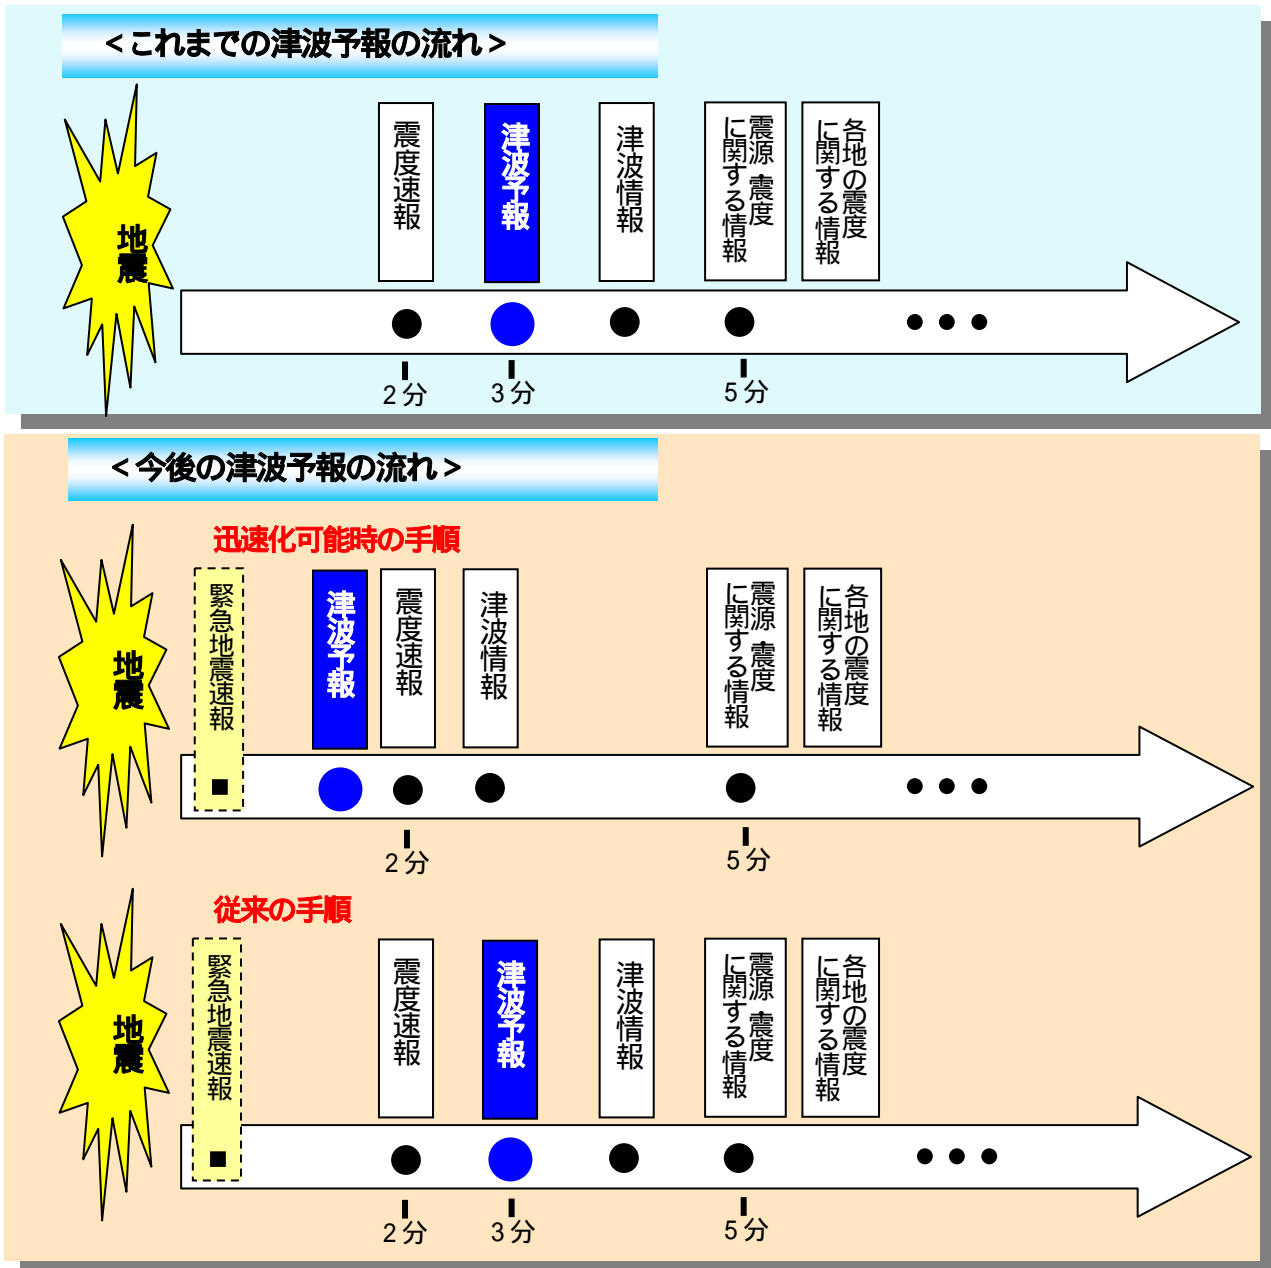 ＜これまでの津波予報の流れ＞
地震
震度速報
津波予報
津波情報
震源・震度
に関する情報
各地の震度
に関する情報
2分
3分
5分
＜今後の津波予報の流れ＞
迅速化可能時の手順
地震
緊急地震速報
津波予報
震度速報
津波情報
震源・震度
に関する情報
各地の震度
に関する情報
2分
5分
従来の手順
地震
緊急地震速報
震度速報
津波予報
津波情報
震源・震度
に関する情報
各地の震度
に関する情報
2分
3分
5分